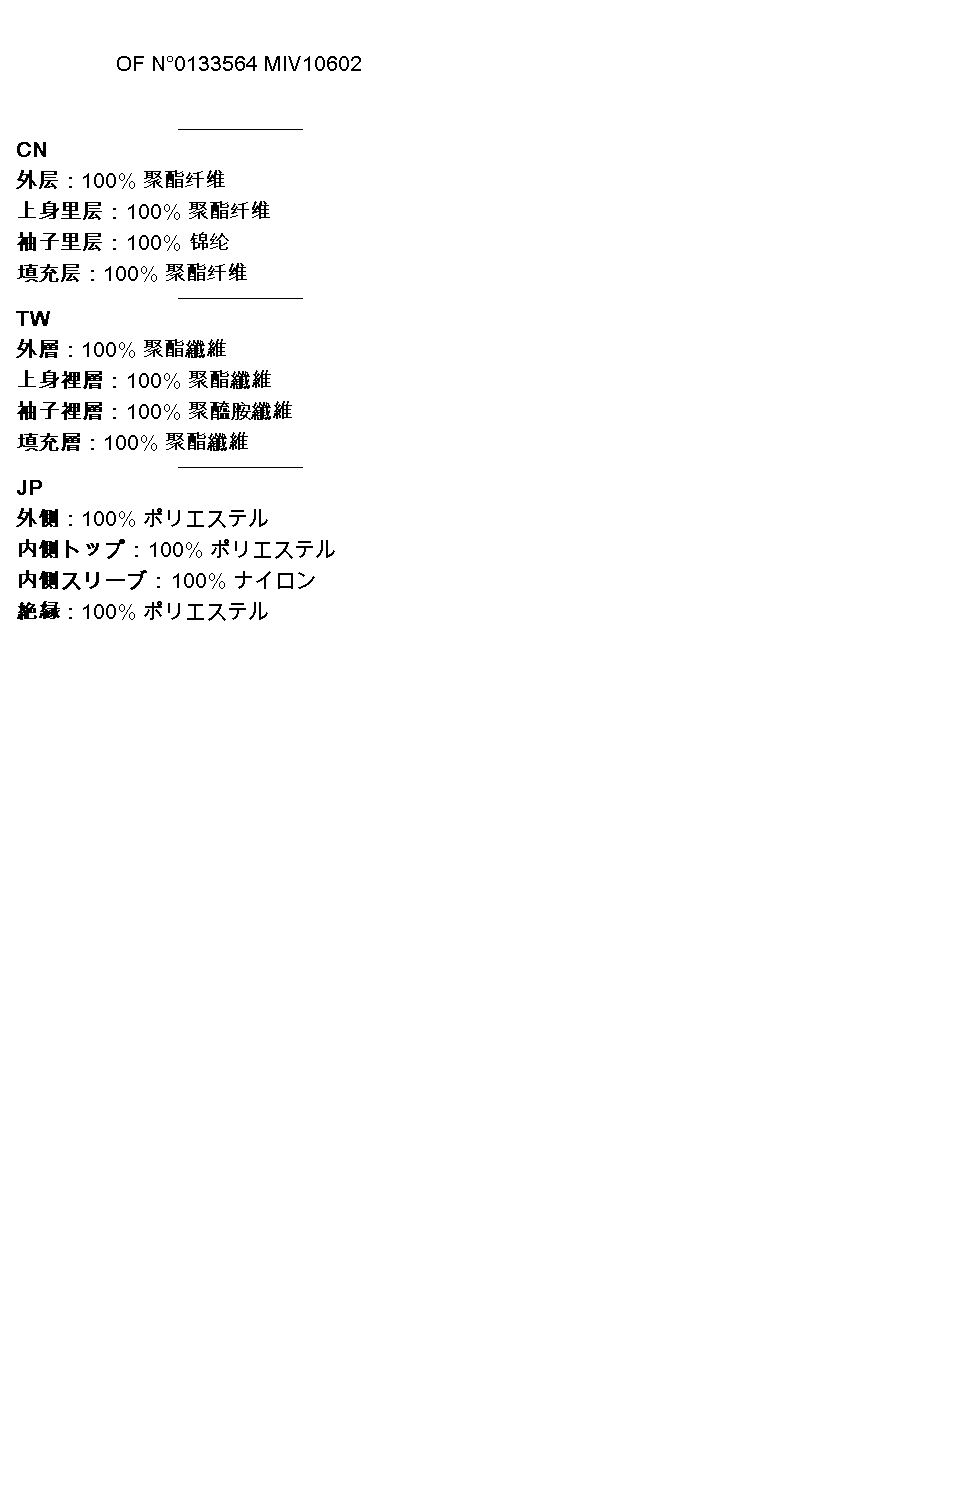 OF N°0133564 MIV10602
CN
外层 : 100% 聚酯纤维
上身里层 : 100% 聚酯纤维
袖子里层 : 100% 锦纶
填充层 : 100% 聚酯纤维
TW
外層 : 100% 聚酯纖維
上身裡層 : 100% 聚酯纖維
袖子裡層 : 100% 聚醯胺纖維
填充層 : 100% 聚酯纖維
JP
外側 : 100% ポリエステル
内側トップ : 100% ポリエステル
内側スリーブ : 100% ナイロン
絶縁 : 100% ポリエステル